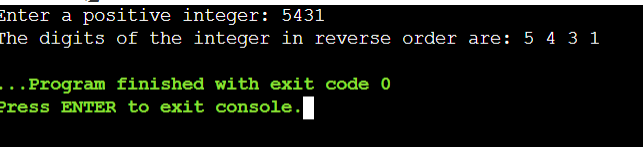 Enter a positive integer: 5431
The digits of the integer in reverse order are: 5 4 3 1
...Program finished with exit code 0
Press ENTER to exit console.